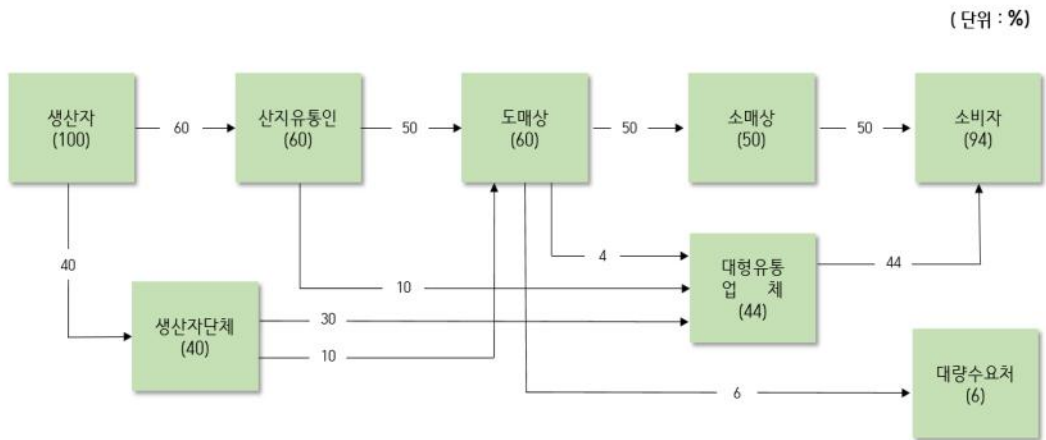 ( 단위 : %)
생산자
(100)
60
산지유통인
(60)
50
도매상
(60)
50
소매상
(50)
50
소비자
(94)
40
4
대형유통
업 체
(44)
44
10
생산자단체
(40)
30
10
6
대량수요처
(6)